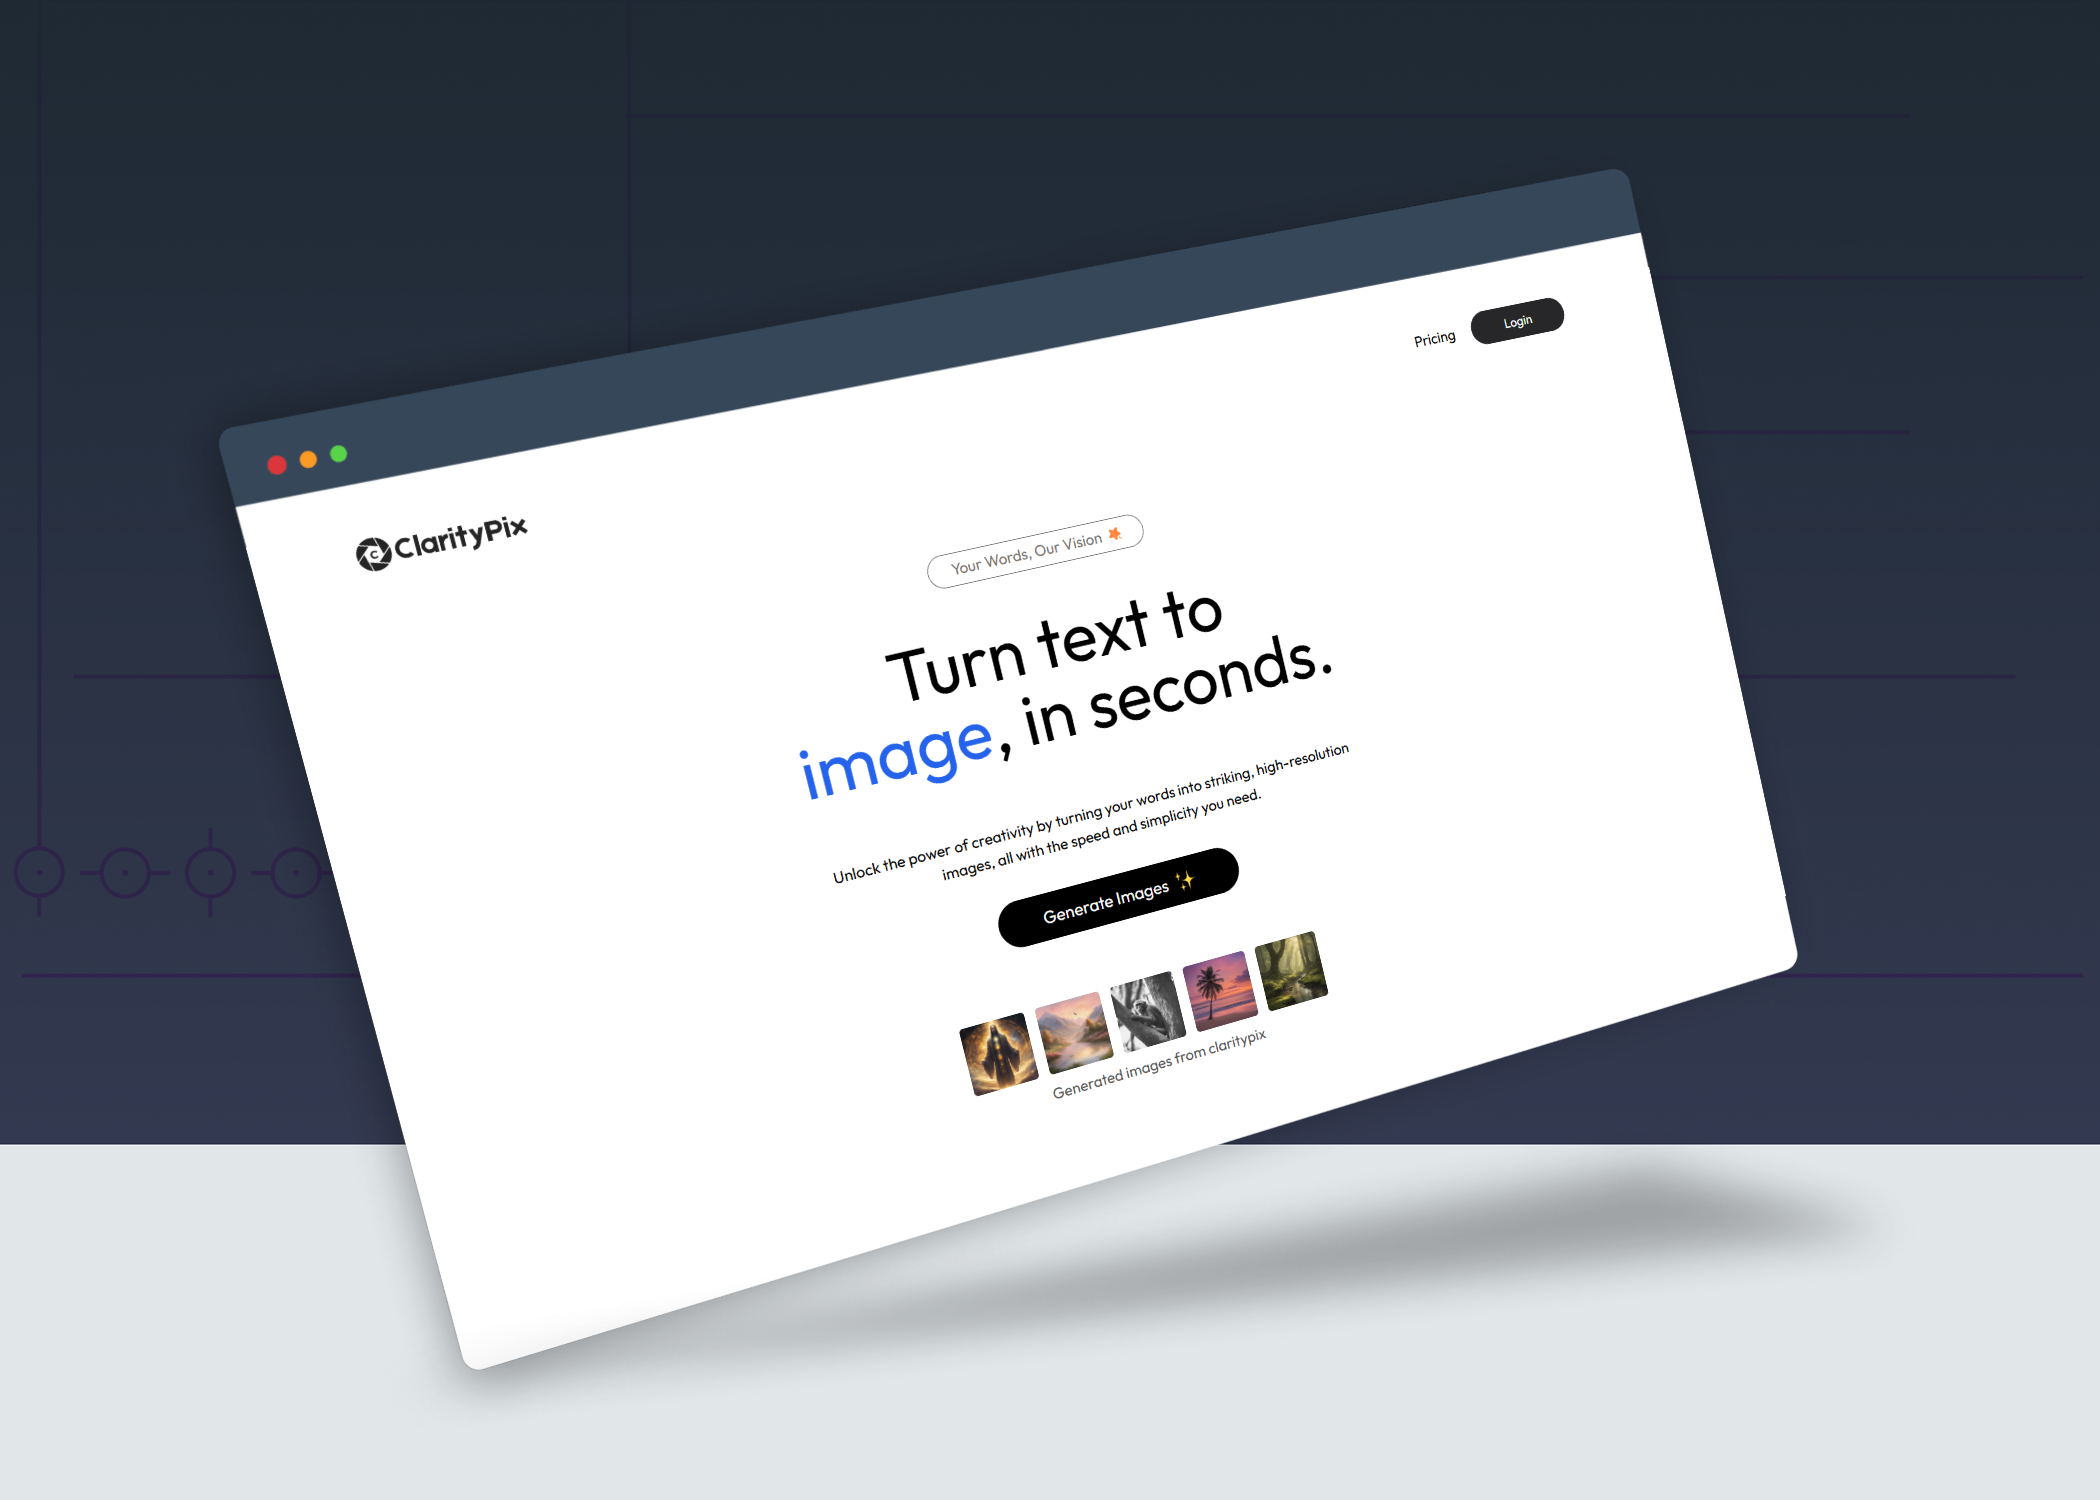 Pricing
Login
ClarityPix
Your Words, Our Vision
Turn text to
image, in seconds.
Unlock the power of creativity by turning your words into striking, high-resolution
images, all with the speed and simplicity you need.
Generate Images
Generated images from claritypix